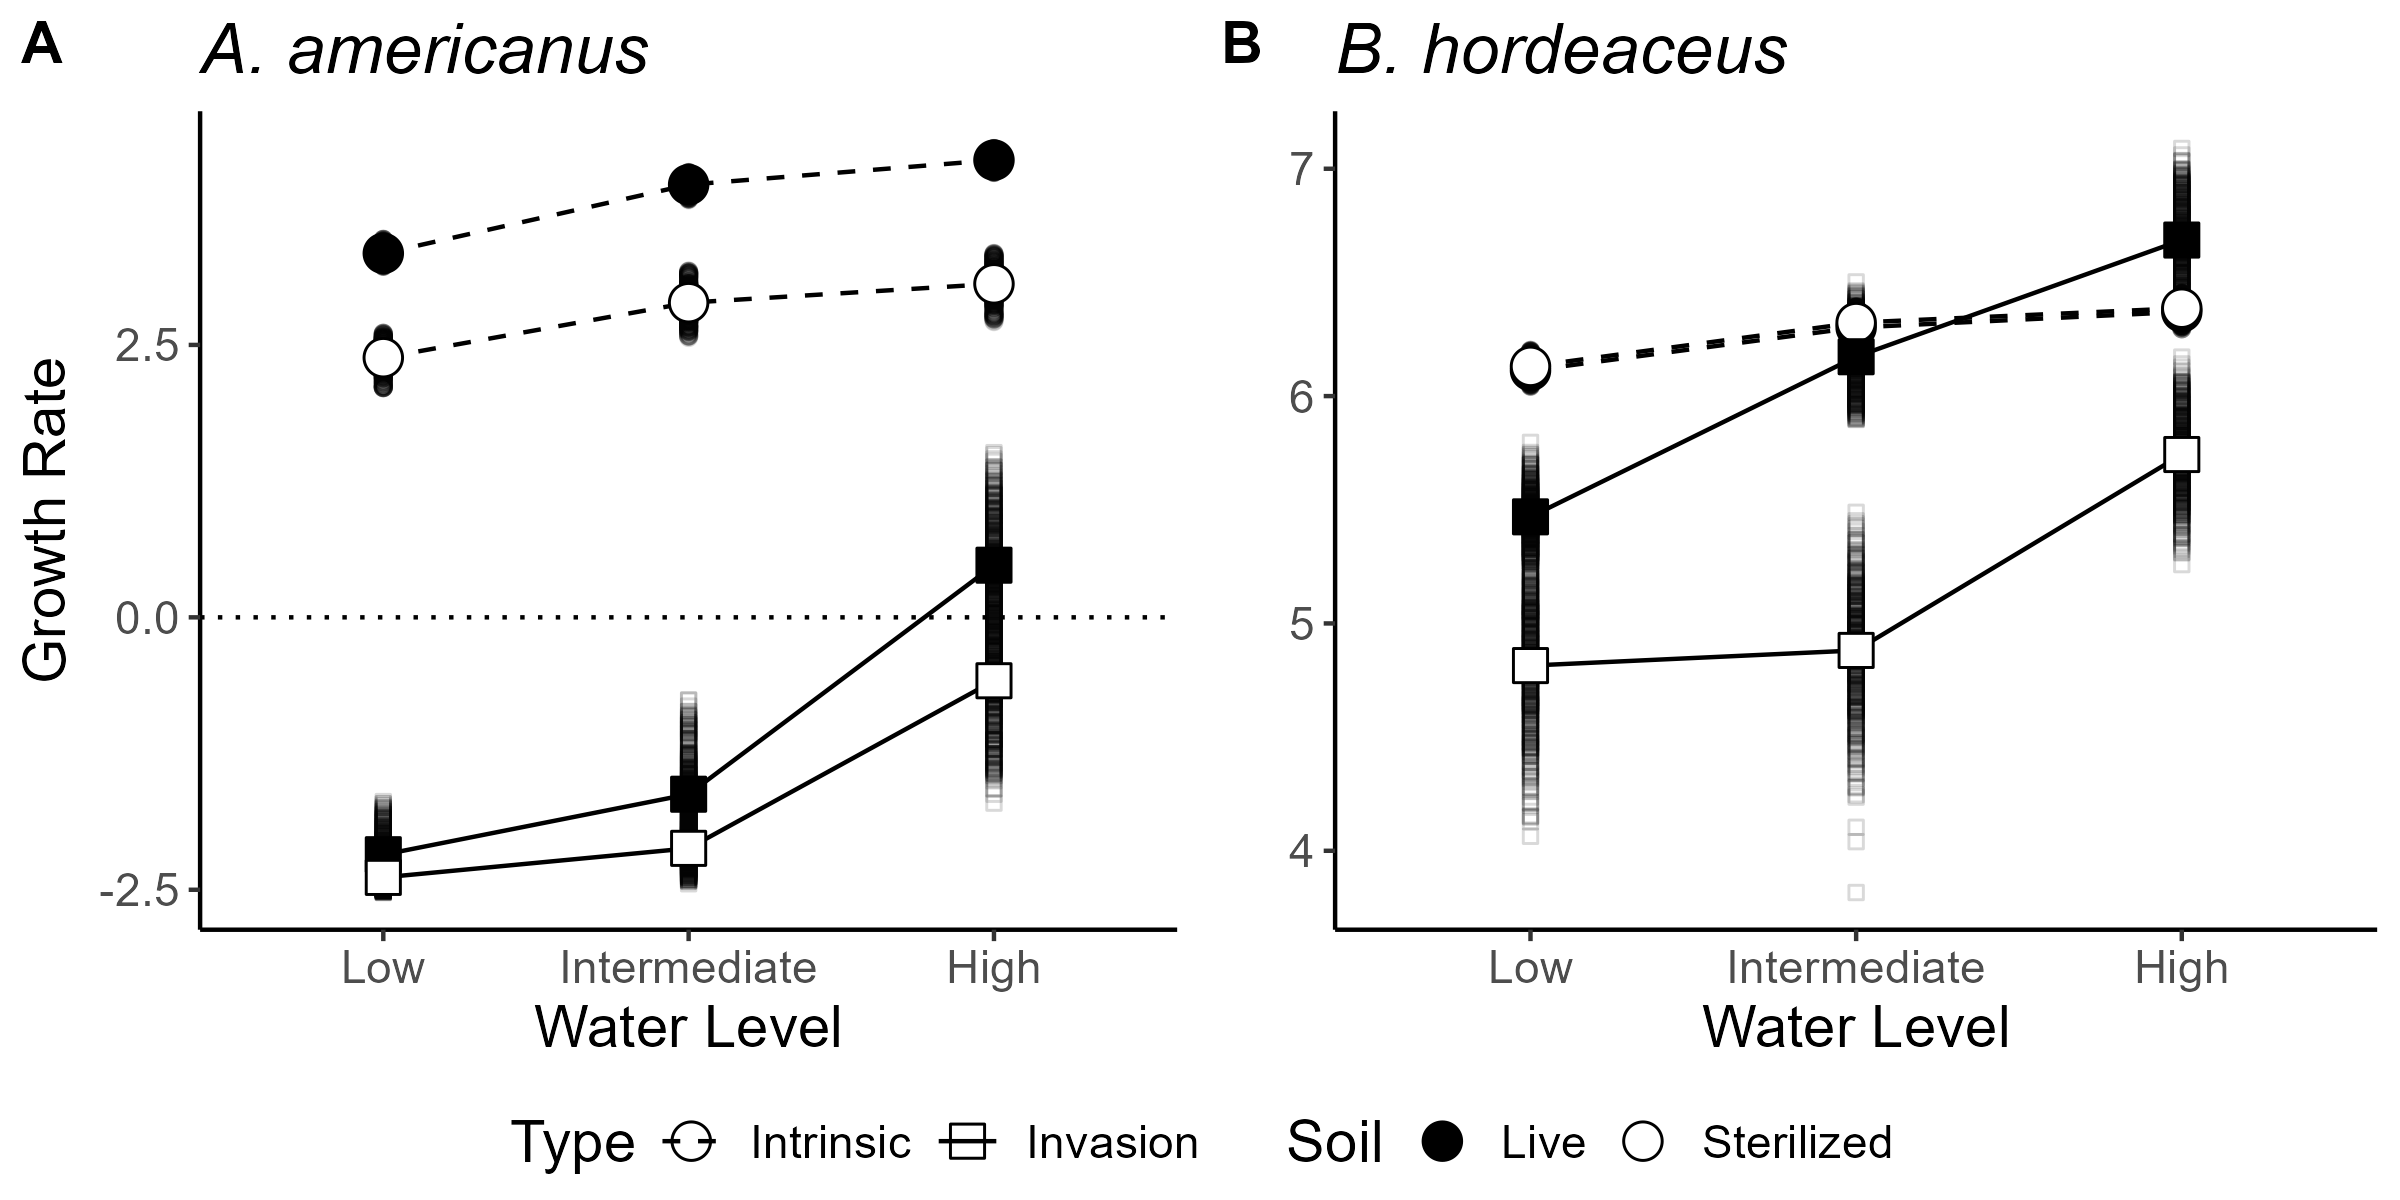 A A. americanus
B B. hordeaceus
Growth Rate
2.5
0.0
-2.5
Low Intermediate High
Water Level
7
6
5
4
Low Intermediate High
Water Level
Type Intrinsic Invasion Soil Live Sterilized